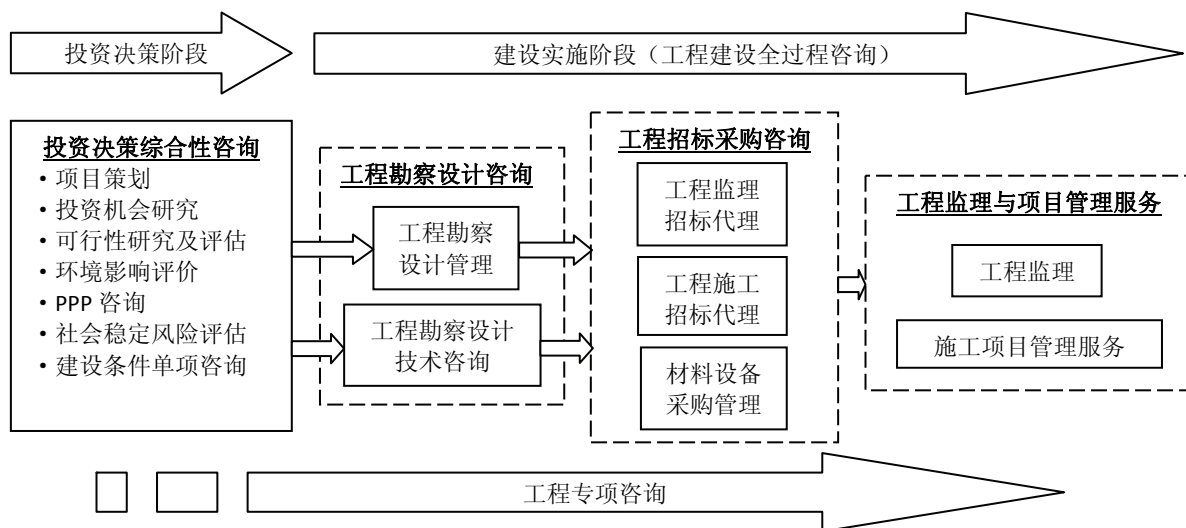 投资决策阶段
建设实施阶段（工程建设全过程咨询）
投资决策综合性咨询
• 项目策划
• 投资机会研究
• 可行性研究及评估
• 环境影响评价
• PPP 咨询
• 社会稳定风险评估
• 建设条件单项咨询
工程勘察设计咨询
工程勘察
设计管理
工程勘察设计
技术咨询
工程招标采购咨询
工程监理
招标代理
工程施工
招标代理
材料设备
采购管理
工程监理与项目管理服务
工程监理
施工项目管理服务
工程专项咨询